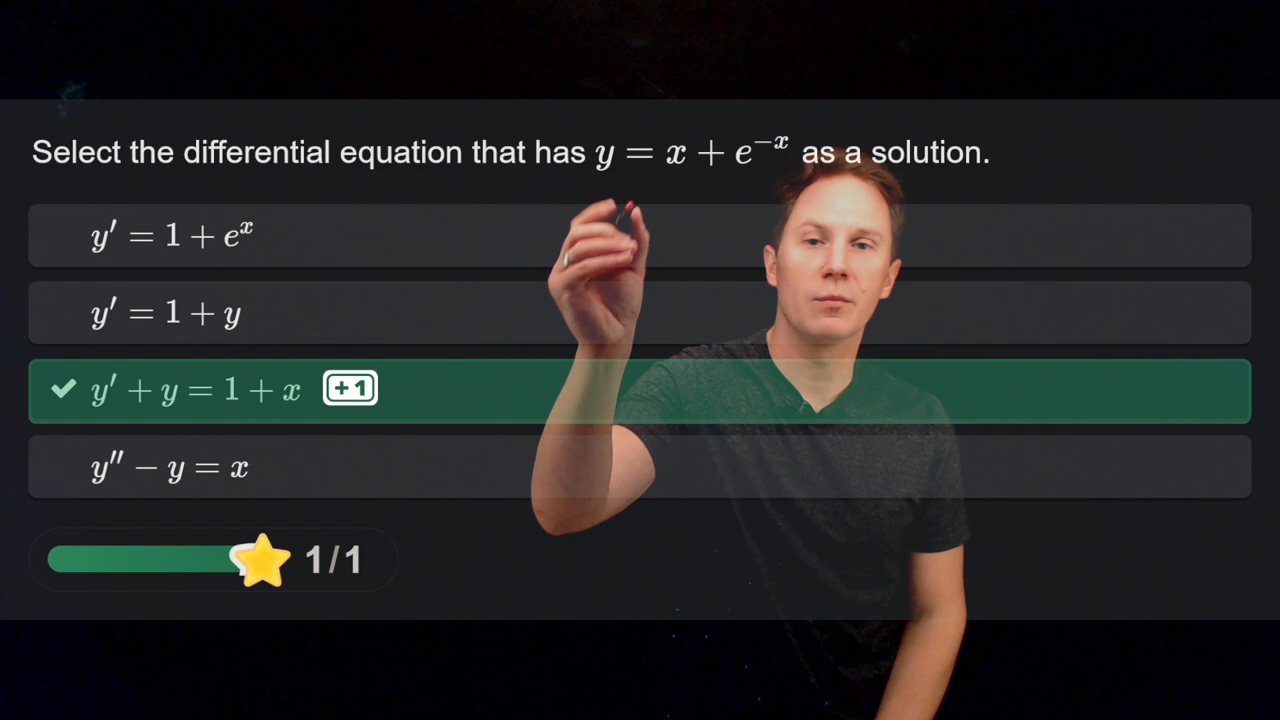 Select the differential equation that has y = x + e^{-x} as a solution.
y′ = 1 + e^x
y′ = 1 + y
y′ + y = 1 + x +1
y″ − y = x
1/1